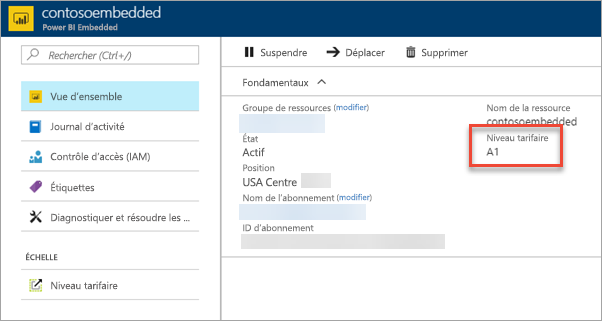 contosoembedded
Power BI Embedded
Rechercher (Ctrl+/)
Vue d'ensemble
Journal d'activité
Contrôle d'accès (IAM)
Étiquettes
Diagnostiquer et résoudre les ...
ÉCHELLE
Niveau tarifaire
Suspendre
Déplacer
Supprimer
Fondamentaux
Groupe de ressources (modifier)
État
Actif
Position
USA Centre
Nom de l'abonnement (modifier)
ID d'abonnement
Nom de la ressource
contosoembedded
Niveau tarifaire
A1